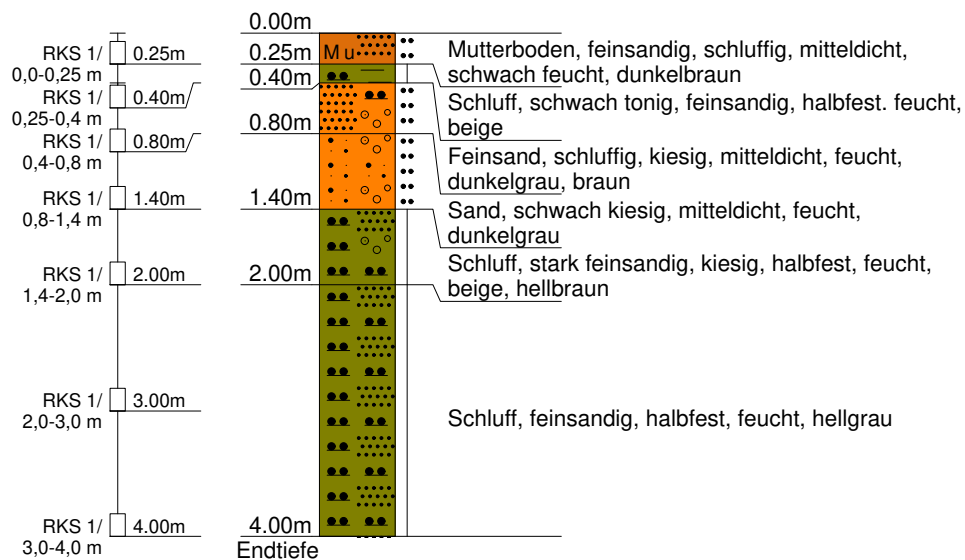 RKS 1/
0,0-0,25 m
0.25m
RKS 1/
0,25-0,4 m
0.40m
RKS 1/
0,4-0,8 m
0.80m
RKS 1/
0,8-1,4 m
1.40m
RKS 1/
1,4-2,0 m
2.00m
RKS 1/
2,0-3,0 m
3.00m
RKS 1/
3,0-4,0 m
4.00m
0.00m
0.25m
0.40m
0.80m
1.40m
2.00m
4.00m
Endtiefe
Mu
Mutterboden, feinsandig, schluffig, mitteldicht,
schwach feucht, dunkelbraun
Schluff, schwach tonig, feinsandig, halbfest. feucht,
beige
Feinsand, schluffig, kiesig, mitteldicht, feucht,
dunkelgrau, braun
Sand, schwach kiesig, mitteldicht, feucht,
dunkelgrau
Schluff, stark feinsandig, kiesig, halbfest, feucht,
beige, hellbraun
Schluff, feinsandig, halbfest, feucht, hellgrau